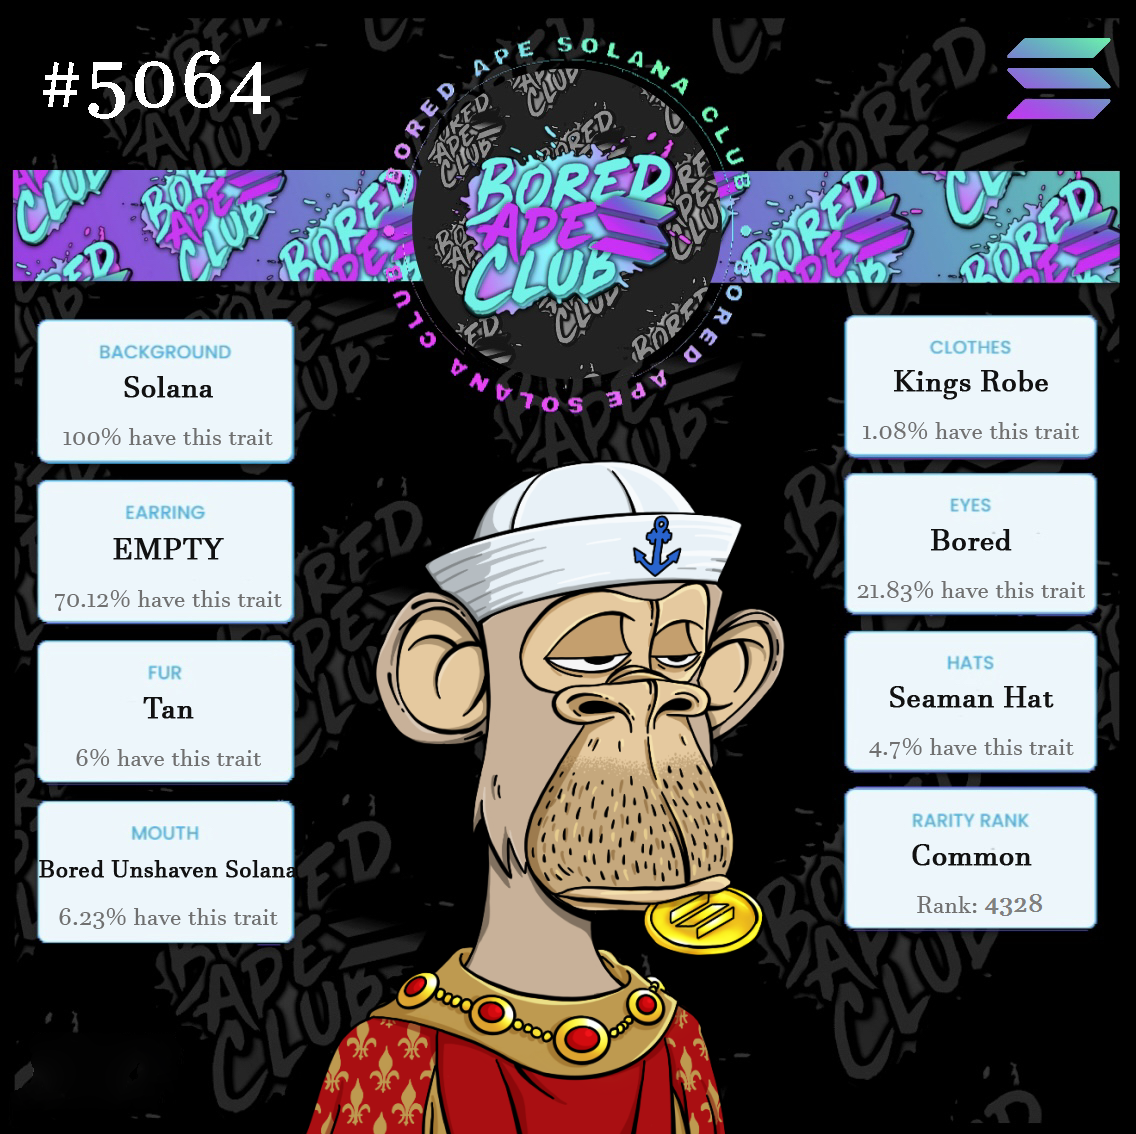 #5064
BORED APE SOLANA CLUB
BORED APE SOLANA CLUB
BORED
APE
CLUB
BACKGROUND
Solana
100% have this trait
EARRING
EMPTY
70.12% have this trait
FUR
Tan
6% have this trait
MOUTH
Bored Unshaven Solana
6.23% have this trait
CLOTHES
Kings Robe
1.08% have this trait
EYES
Bored
21.83% have this trait
HATS
Seaman Hat
4.7% have this trait
RARITY RANK
Common
Rank: 4328